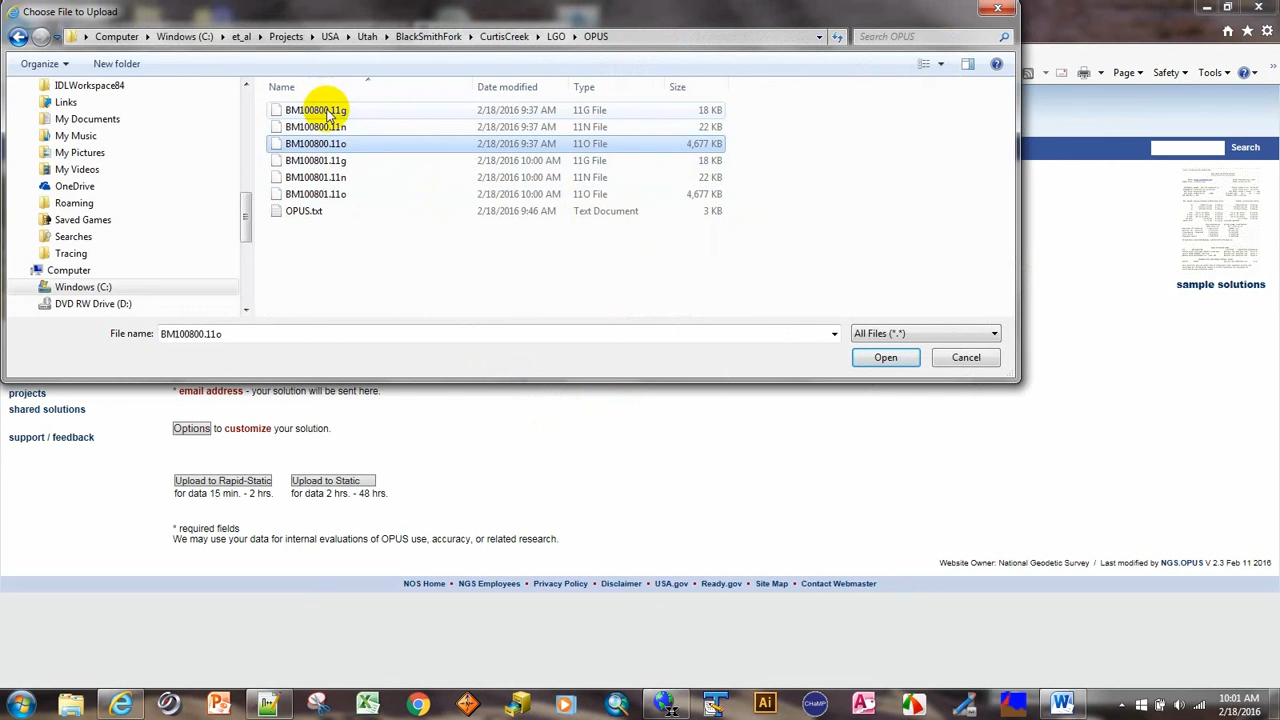 Choose File to Upload
Computer Windows (C:) et_al Projects USA Utah BlackSmithFork CurtisCreek LGO OPUS Search OPUS
Organize New folder
Page Safety Tools
Name Date modified Type Size
IDLWorkspace84
Links
My Documents
My Music
My Pictures
My Videos
OneDrive
Roaming
Saved Games
Searches
Tracing
Computer
Windows (C:)
DVD RW Drive (D:)
BM100800.11g 2/18/2016 9:37 AM 11G File 18 KB
BM100800.11n 2/18/2016 9:37 AM 11N File 22 KB
BM100800.11o 2/18/2016 9:37 AM 11O File 4,677 KB
BM100801.11g 2/18/2016 10:00 AM 11G File 18 KB
BM100801.11n 2/18/2016 10:00 AM 11N File 22 KB
BM100801.11o 2/18/2016 10:00 AM 11O File 4,677 KB
OPUS.txt 2/18/2016 9:46 AM Text Document 3 KB
Search
sample solutions
File name: BM100800.11o All Files (*.*)
Open Cancel
projects
* email address - your solution will be sent here.
shared solutions
Options to customize your solution.
support / feedback
Upload to Rapid-Static Upload to Static
for data 15 min. - 2 hrs. for data 2 hrs. - 48 hrs.
* required fields
We may use your data for internal evaluations of OPUS use, accuracy, or related research.
Website Owner: National Geodetic Survey / Last modified by NGS.OPUS V 2.3 Feb 11 2016
NOS Home • NGS Employees • Privacy Policy • Disclaimer • USA.gov • Ready.gov • Site Map • Contact Webmaster
CHaMP
10:01 AM
2/18/2016